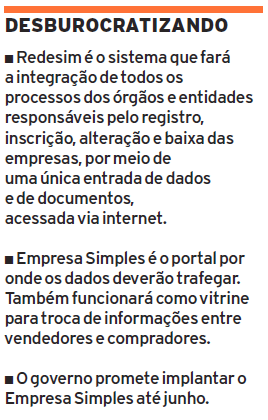 DESBUROCRATIZANDO
■ Redesim é o sistema que fará
a integração de todos os
processos dos órgãos e entidades
responsáveis pelo registro,
inscrição, alteração e baixa das
empresas, por meio de
uma única entrada de dados
e de documentos,
acessada via internet.
■ Empresa Simples é o portal por
onde os dados deverão trafegar.
Também funcionará como vitrine
para troca de informações entre
vendedores e compradores.
■ O governo promete implantar o
Empresa Simples até junho.